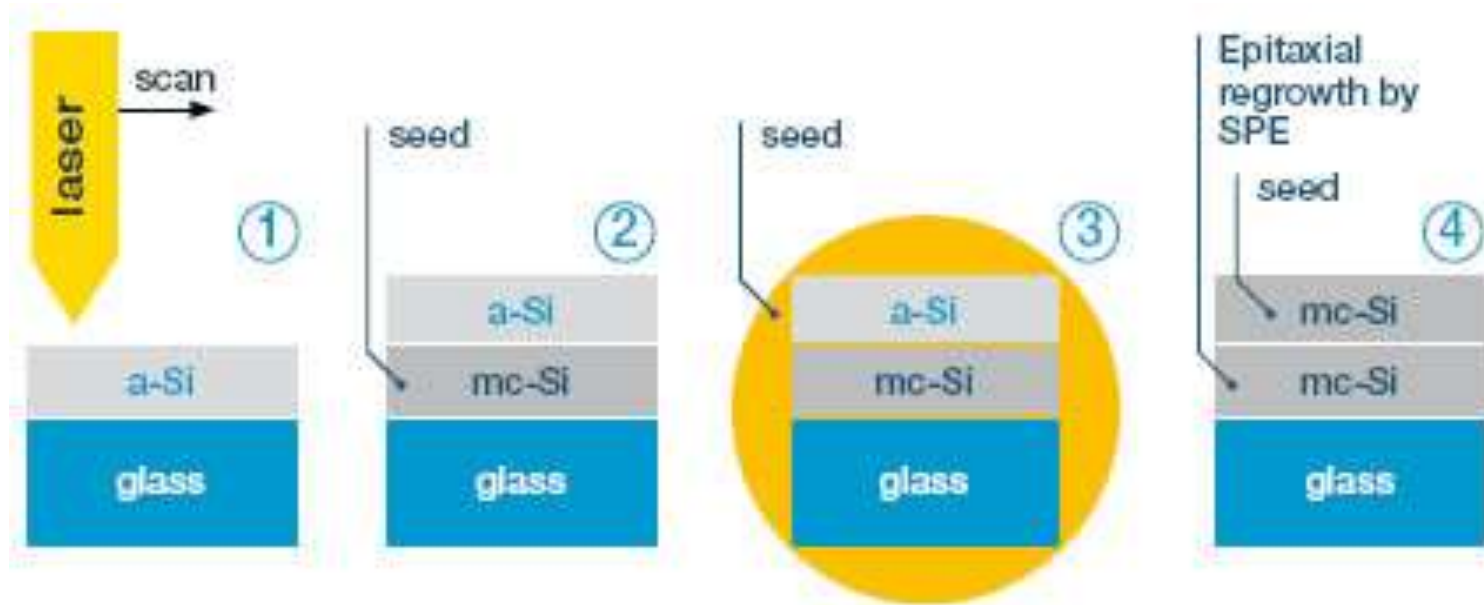 laser
scan
1
a-Si
glass
seed
2
a-Si
mc-Si
glass
seed
3
a-Si
mc-Si
glass
Epitaxial
regrowth by
SPE
seed
4
mc-Si
mc-Si
glass